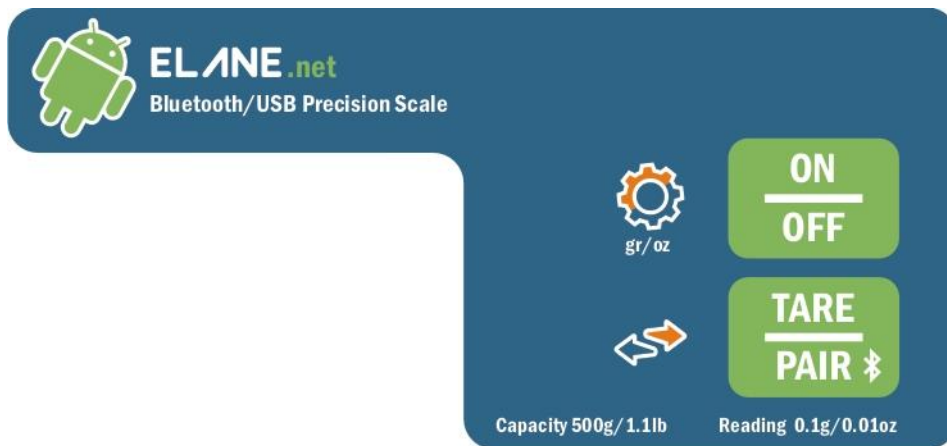 ELANE.net
Bluetooth/USB Precision Scale
ON
OFF
gr/oz
TARE
PAIR
Capacity 500g/1.1lb Reading 0.1g/0.01oz